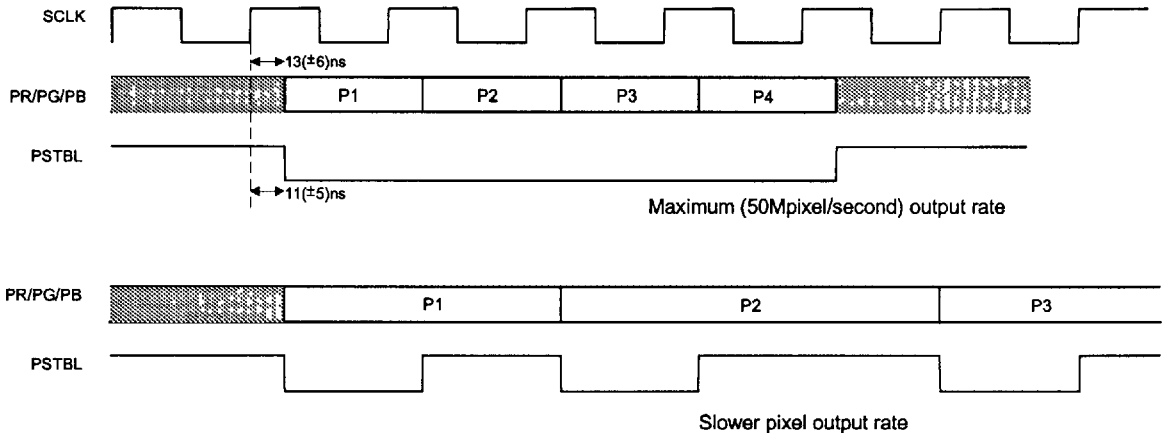 SCLK
13(±6)ns
PR/PG/PB P1 P2 P3 P4
PSTBL
11(±5)ns
Maximum (50Mpixel/second) output rate
PR/PG/PB P1 P2 P3
PSTBL
Slower pixel output rate